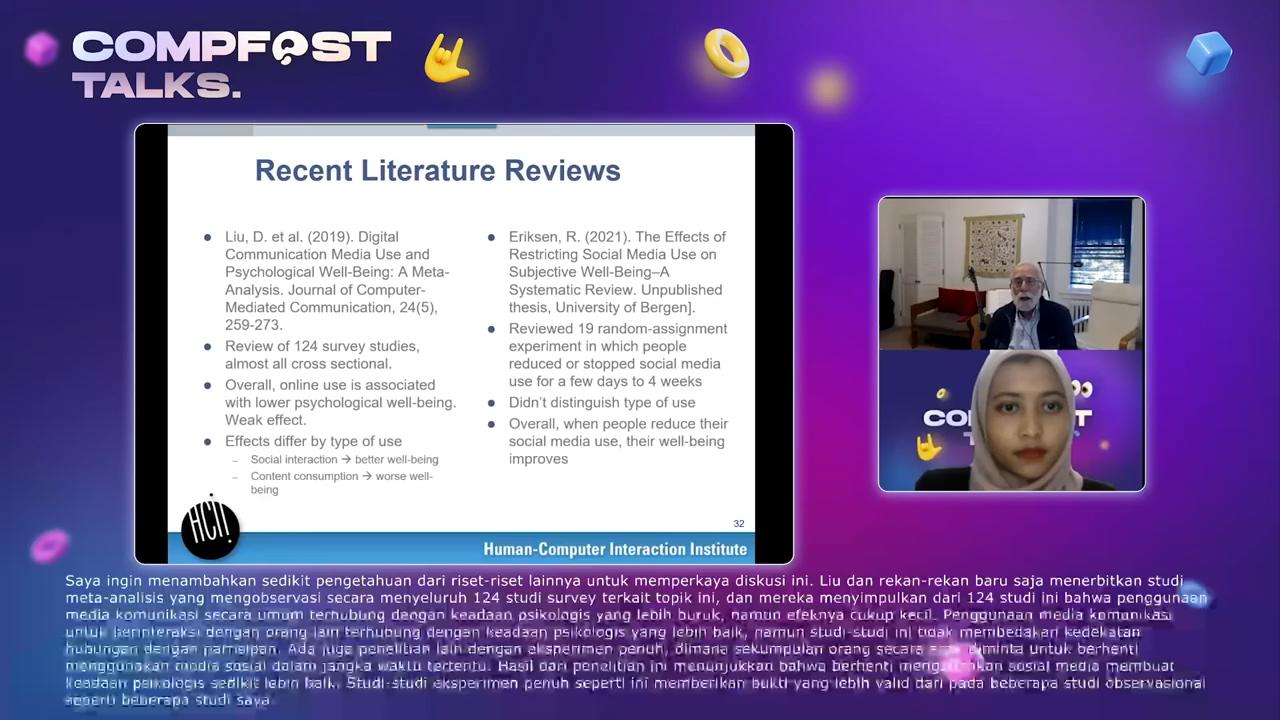 COMPFEST
TALKS.
Recent Literature Reviews
Liu, D. et al. (2019). Digital
Communication Media use and
Psychological Well-Being: A Meta-
Analysis. Journal of Computer-
Mediated Communication, 24(5),
259-273.
Review of 124 survey studies,
almost all cross sectional.
Overall, online use is associated
with lower psychological well-being.
Weak effect.
Effects differ by type of use
Social interaction → better well-being
Content consumption → worse well-
being
Eriksen, R. (2021). The Effects of
Restricting Social Media Use on
Subjective Well-Being–A
Systematic Review. Unpublished
thesis, University of Bergen].
Reviewed 19 random-assignment
experiment in which people
reduced or stopped social media
use for a few days to 4 weeks
Didn't distinguish type of use
Overall, when people reduce their
social media use, their well-being
improves
32
HCII
Human-Computer Interaction Institute
Saya ingin menambahkan sedikit pengetahuan dari riset-riset lainnya untuk memperkaya diskusi ini. Liu dan rekan-rekan baru saja menerbitkan studi
meta-analisis yang mengobservasi secara menyeluruh 124 studi survey terkait topik ini, dan mereka menyimpulkan dari 124 studi ini bahwa penggunaan
media komunikasi secara umum terhubung dengan keadaan psikologis yang lebih buruk, namun efeknya cukup kecil. Penggunaan media komunikasi
untuk berinteraksi dengan orang lain terhubung dengan keadaan psikologis yang lebih baik, namun studi-studi ini tidak membedakan kedekatan
hubungan dengan partisipan. Ada juga penelitian lain dengan eksperimen penuh, dimana sekumpulan orang secara diminta untuk berhenti
menggunakan media sosial dalam jangka waktu tertentu. Hasil dari penelitian ini menunjukkan bahwa berhenti menggunakan sosial media membuat
keadaan psikologis sedikit lebih baik. Studi-studi eksperimen penuh seperti ini memberikan bukti yang lebih valid dari pada beberapa studi observasional
seperti beberapa studi saya